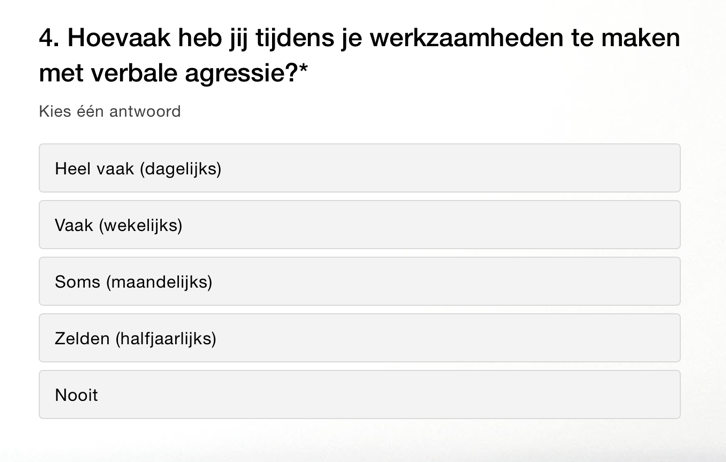 4. Hoevaak heb jij tijdens je werkzaamheden te maken
met verbale agressie?*
Kies één antwoord
Heel vaak (dagelijks)
Vaak (wekelijks)
Soms (maandelijks)
Zelden (halfjaarlijks)
Nooit